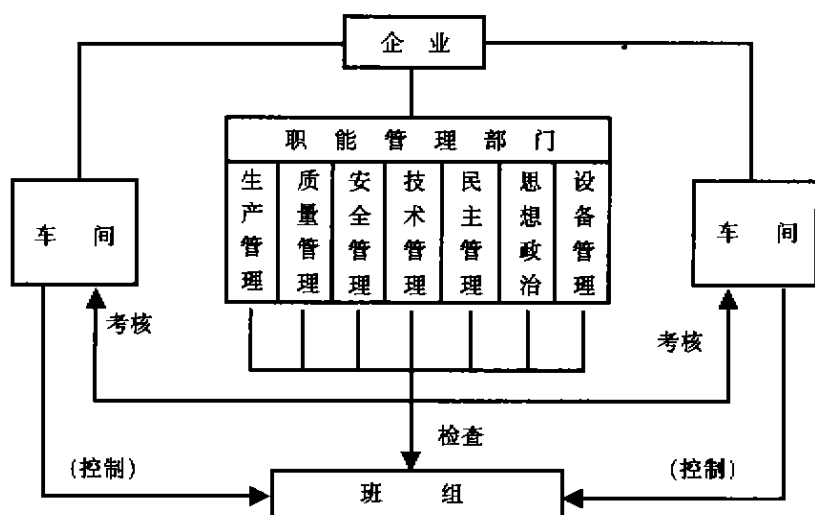 企业
职能管理部门
生产管理
质量管理
安全管理
技术管理
民主管理
思想政治
设备管理
车间
车间
考核
考核
检查
(控制)
(控制)
班组